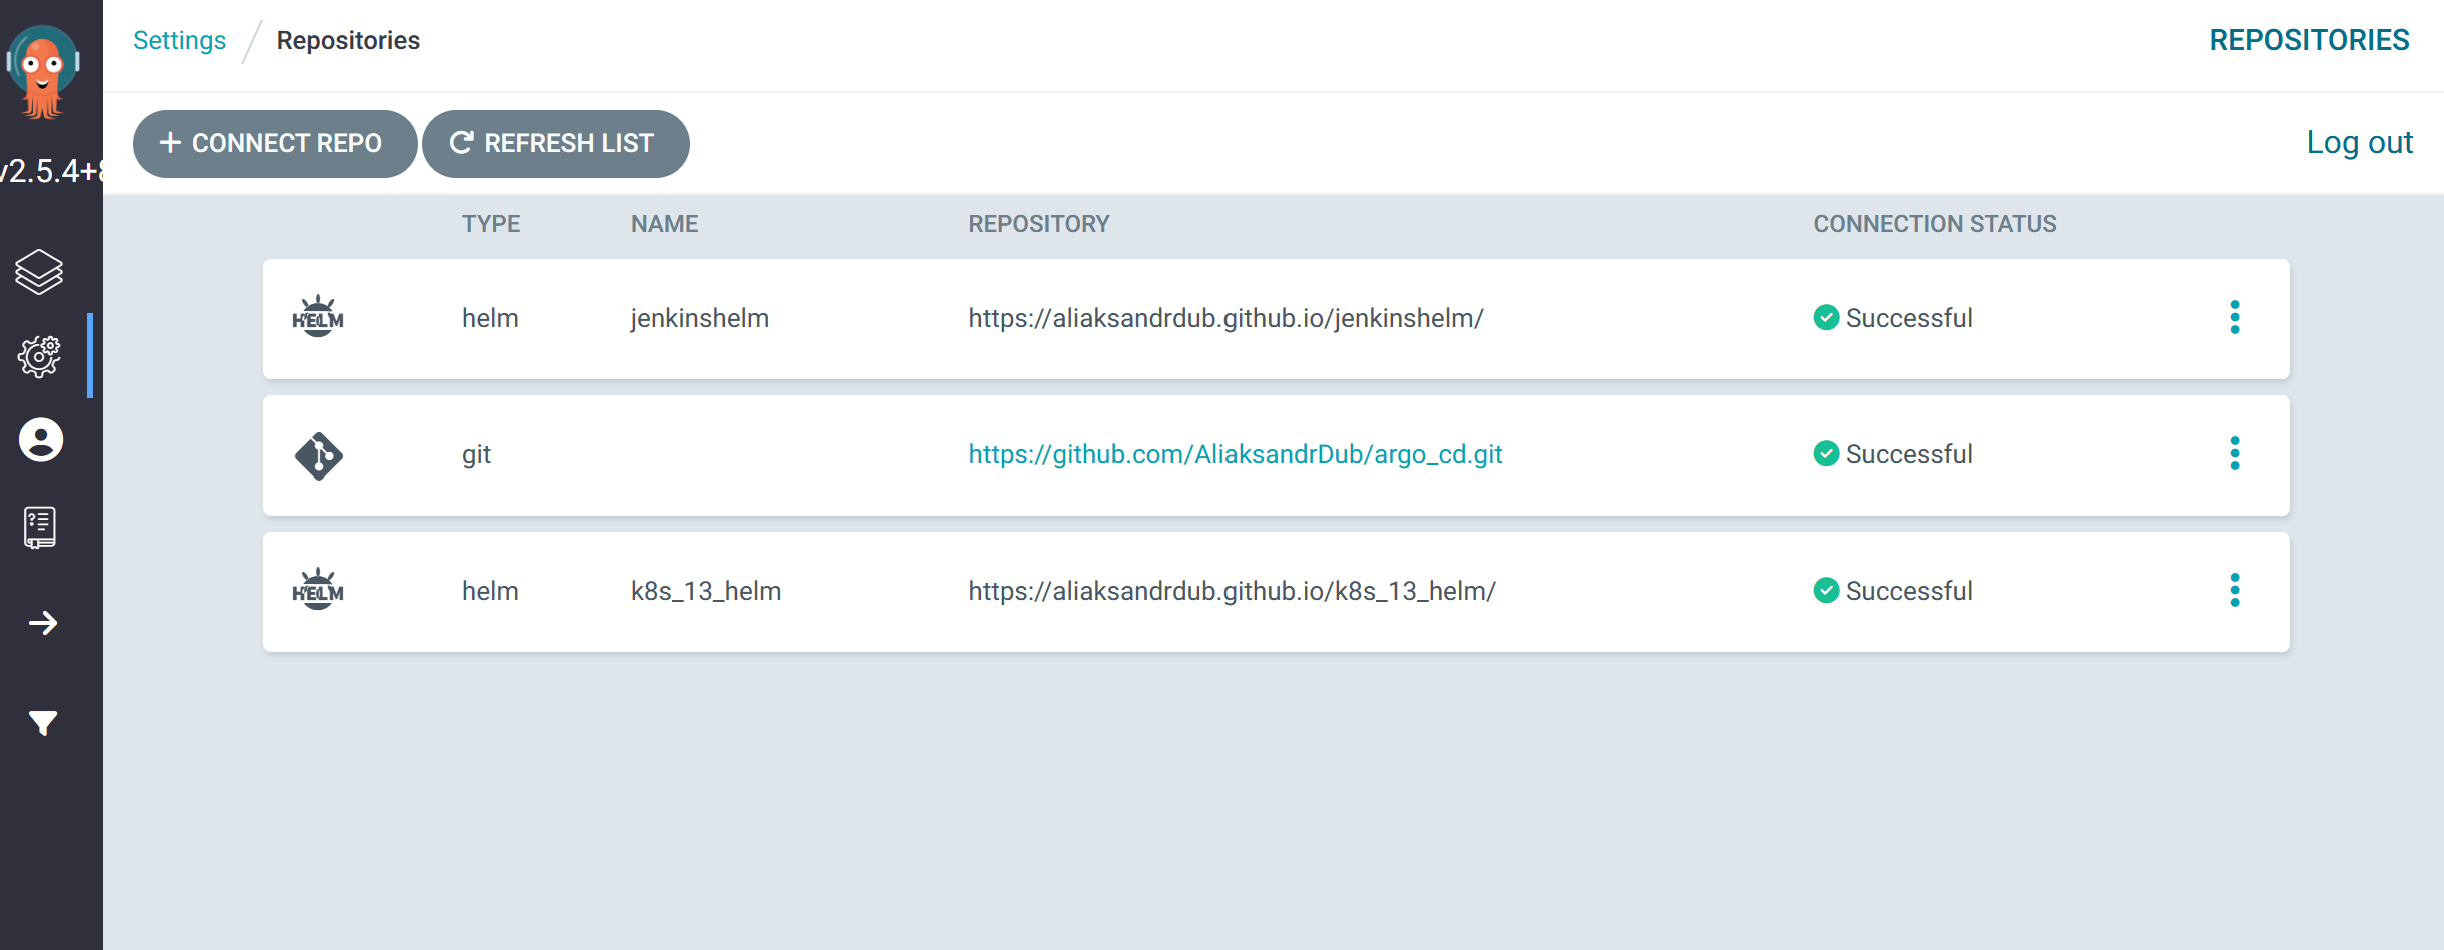 Settings / Repositories
REPOSITORIES
CONNECT REPO
REFRESH LIST
Log out
v2.5.4+8
TYPE NAME REPOSITORY CONNECTION STATUS
HELM helm jenkinshelm https://aliaksandrdub.github.io/jenkinshelm/ Successful
git https://github.com/AliaksandrDub/argo_cd.git Successful
HELM helm k8s_13_helm https://aliaksandrdub.github.io/k8s_13_helm/ Successful